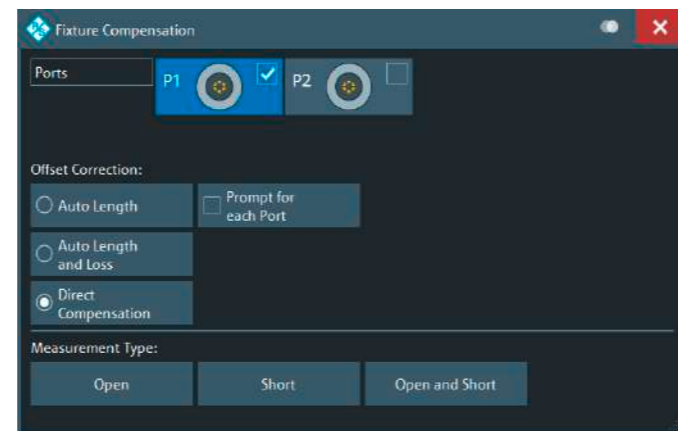 Fixture Compensation
Ports
P1
P2
Offset Correction:
Auto Length
Prompt for
each Port
Auto Length
and Loss
Direct
Compensation
Measurement Type:
Open
Short
Open and Short